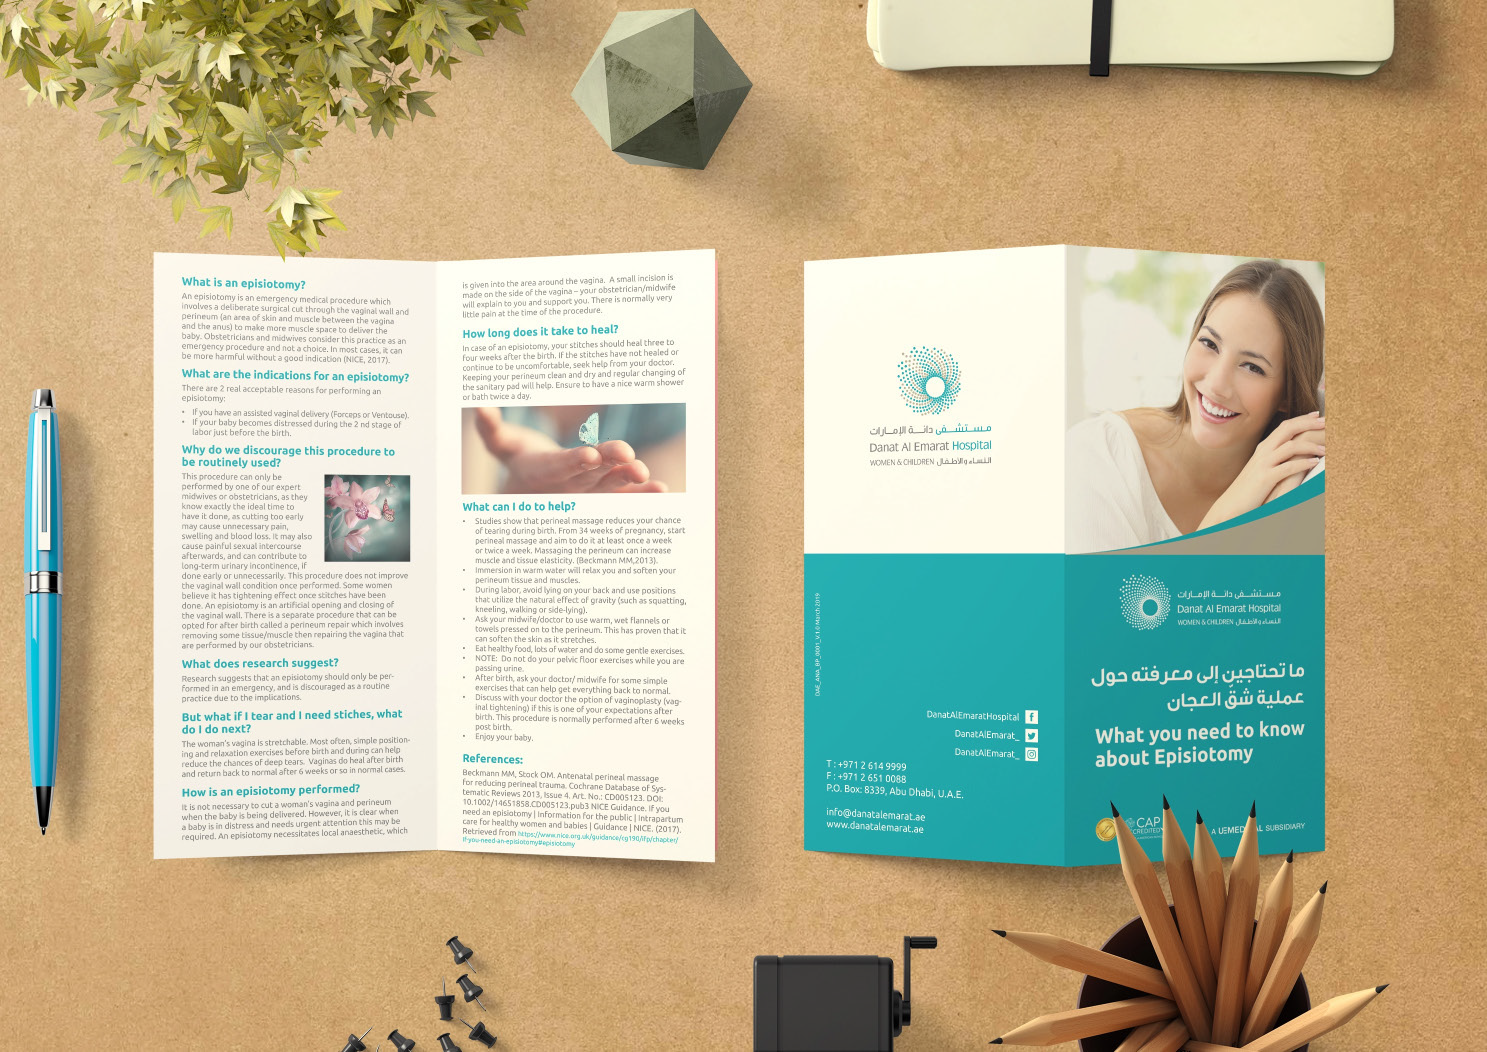 What is an episiotomy?
An episiotomy is an emergency medical procedure which
involves a deliberate surgical cut through the vaginal wall and
perineum (an area of skin and muscle between the vagina
and the anus) to make more muscle space to deliver the
baby. Obstetricians and midwives consider this practice as an
emergency procedure and not a choice. In most cases, it can
be more harmful without a good indication (NICE, 2017).
What are the indications for an episiotomy?
There are 2 real acceptable reasons for performing an
episiotomy:
• If you have an assisted vaginal delivery (Forceps or Ventouse).
• If your baby becomes distressed during the 2 nd stage of
labor just before the birth.
Why do we discourage this procedure to
be routinely used?
This procedure can only be
performed by one of our expert
midwives or obstetricians, as they
know exactly the ideal time to
have it done, as cutting too early
may cause unnecessary pain,
swelling and blood loss. It may also
cause painful sexual intercourse
afterwards, and can contribute to
long-term urinary incontinence, if
done early or unnecessarily. This procedure does not improve
the vaginal wall condition once performed. Some women
believe it has tightening effect once stitches have been
done. An episiotomy is an artificial opening and closing of
the vaginal wall. There is a separate procedure that can be
opted for after birth called a perineum repair which involves
removing some tissue/muscle then repairing the vagina that
are performed by our obstetricians.
What does research suggest?
Research suggests that an episiotomy should only be per-
formed in an emergency, and is discouraged as a routine
practice due to the implications.
But what if I tear and I need stiches, what
do I do next?
The woman's vagina is stretchable. Most often, simple position-
ing and relaxation exercises before birth and during can help
reduce the chances of deep tears. Vaginas do heal after birth
and return back to normal after 6 weeks or so in normal cases.
How is an episiotomy performed?
It is not necessary to cut a woman's vagina and perineum
when the baby is being delivered. However, it is clear when
a baby is in distress and needs urgent attention this may be
required. An episiotomy necessitates local anaesthetic, which
is given into the area around the vagina. A small incision is
made on the side of the vagina – your obstetrician/midwife
will explain to you and support you. There is normally very
little pain at the time of the procedure.
How long does it take to heal?
In case of an episiotomy, your stitches should heal three to
four weeks after the birth. If the stitches have not healed or
continue to be uncomfortable, seek help from your doctor.
Keeping your perineum clean and dry and regular changing of
the sanitary pad will help. Ensure to have a nice warm shower
or bath twice a day.
What can I do to help?
• Studies show that perineal massage reduces your chance
of tearing during birth. From 34 weeks of pregnancy, start
perineal massage and aim to do it at least once a week
or twice a week. Massaging the perineum can increase
muscle and tissue elasticity. (Beckmann MM,2013).
• Immersion in warm water will relax you and soften your
perineum tissue and muscles.
• During labor, avoid lying on your back and use positions
that utilize the natural effect of gravity (such as squatting,
kneeling, walking or side-lying).
• Ask your midwife/doctor to use warm, wet flannels or
towels pressed on to the perineum. This has proven that it
can soften the skin as it stretches.
• Eat healthy food, lots of water and do some gentle exercises.
• NOTE: Do not do your pelvic floor exercises while you are
passing urine.
• After birth, ask your doctor/ midwife for some simple
exercises that can help get everything back to normal.
• Discuss with your doctor the option of vaginoplasty (vag-
inal tightening) if this is one of your expectations after
birth. This procedure is normally performed after 6 weeks
post birth.
• Enjoy your baby.
References:
Beckmann MM, Stock OM. Antenatal perineal massage
for reducing perineal trauma. Cochrane Database of Sys-
tematic Reviews 2013, Issue 4. Art. No.: CD005123. DOI:
10.1002/14651858.CD005123.pub3 NICE Guidance. If you
need an episiotomy | Information for the public | Intrapartum
care for healthy women and babies | Guidance | NICE. (2017).
Retrieved from https://www.nice.org.uk/guidance/cg190/ifp/chapter/
if-you-need-an-episiotomy#episiotomy
مستشفى دانة الإمارات
Danat Al Emarat Hospital
WOMEN & CHILDREN النساء والأطفال
DAE_ANA_BP_0001_V.1.0 March 2019
DanatAlEmaratHospital
DanatAlEmarat_
DanatAlEmarat_
T : +971 2 614 9999
F : +971 2 651 0088
P.O. Box: 8339, Abu Dhabi, U.A.E.
info@danatalemarat.ae
www.danatalemarat.ae
مستشفى دانة الإمارات
Danat Al Emarat Hospital
WOMEN & CHILDREN النساء والأطفال
ما تحتاجين إلى معرفته حول
عملية شقّ العجان
What you need to know
about Episiotomy
CAP
A SUBSIDIARY